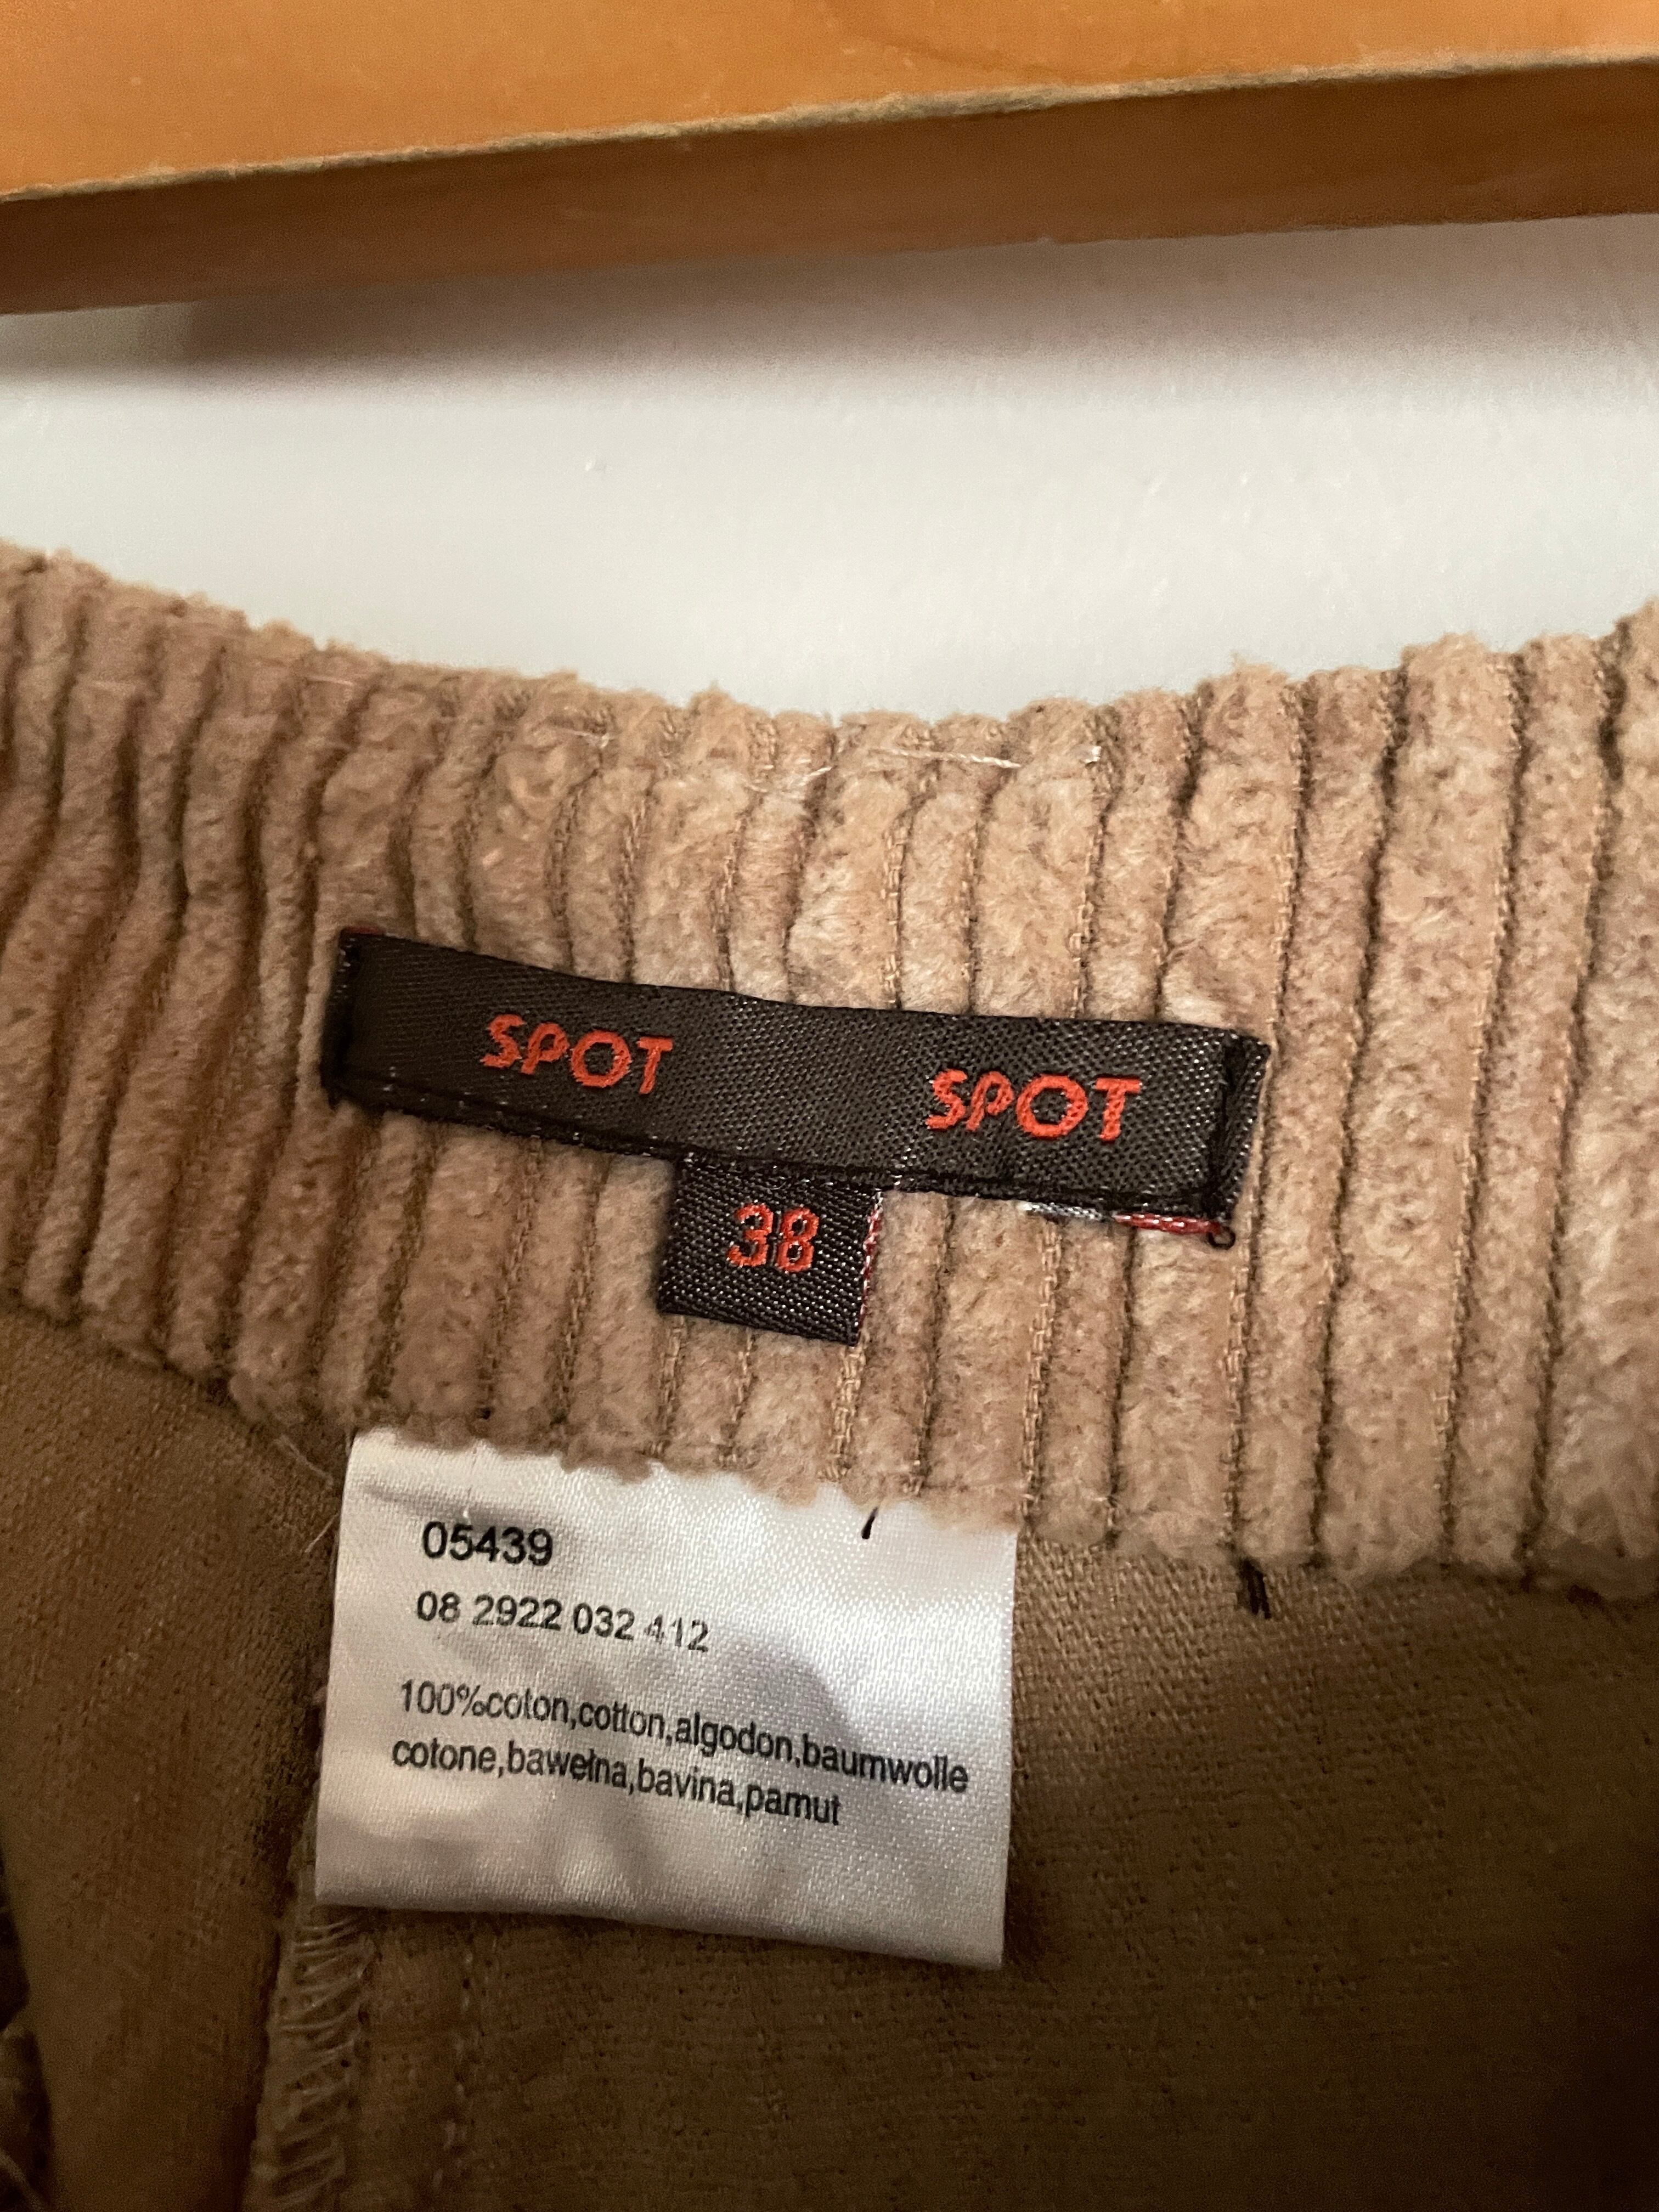 SPOT SPOT
38
05439
08 2922 032 412
100%coton,cotton,algodon,baumwolle
cotone,bawełna,bavina,pamut